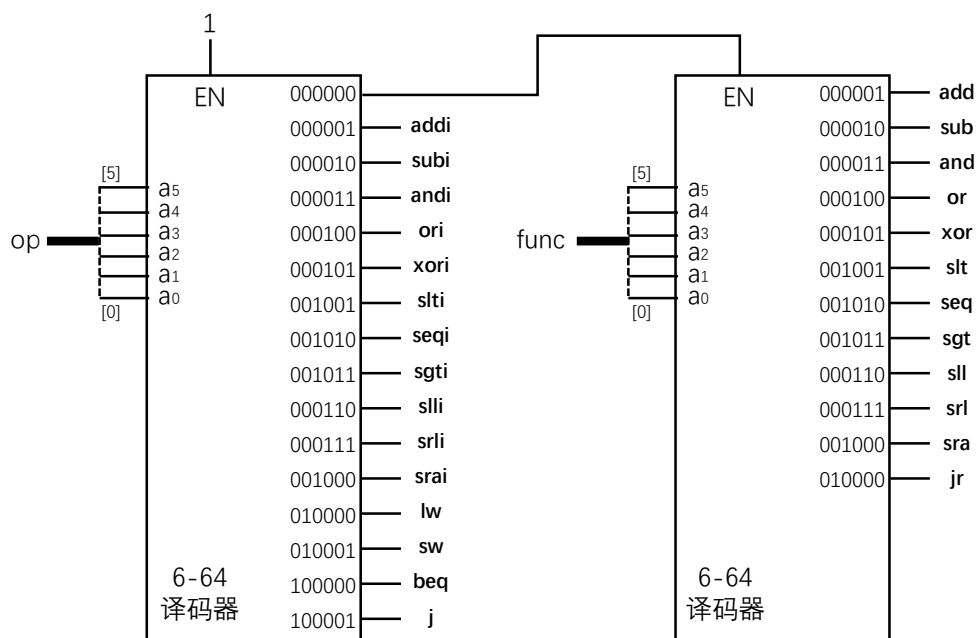 1
EN
000000
000001 addi
000010 subi
000011 andi
000100 ori
000101 xori
001001 slti
001010 seqi
001011 sgti
000110 slli
000111 srli
001000 srai
010000 lw
010001 sw
100000 beq
100001 j
[5]
a5
a4
a3
op
a2
a1
a0
[0]
6-64
译码器
EN
000001 add
000010 sub
000011 and
000100 or
000101 xor
001001 slt
001010 seq
001011 sgt
000110 sll
000111 srl
001000 sra
010000 jr
[5]
a5
a4
a3
func
a2
a1
a0
[0]
6-64
译码器